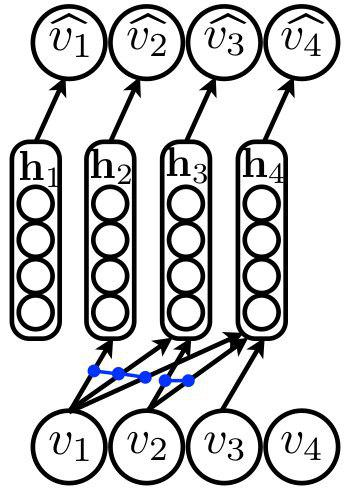 v̂₁ v̂₂ v̂₃ v̂₄
h₁ h₂ h₃ h₄
v₁ v₂ v₃ v₄